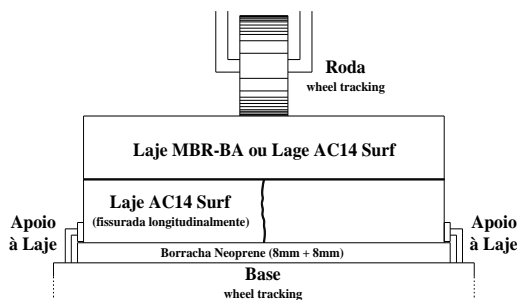 Roda
wheel tracking
Laje MBR-BA ou Lage AC14 Surf
Laje AC14 Surf
(fissurada longitudinalmente)
Apoio
à Laje
Apoio
à Laje
Borracha Neoprene (8mm + 8mm)
Base
wheel tracking